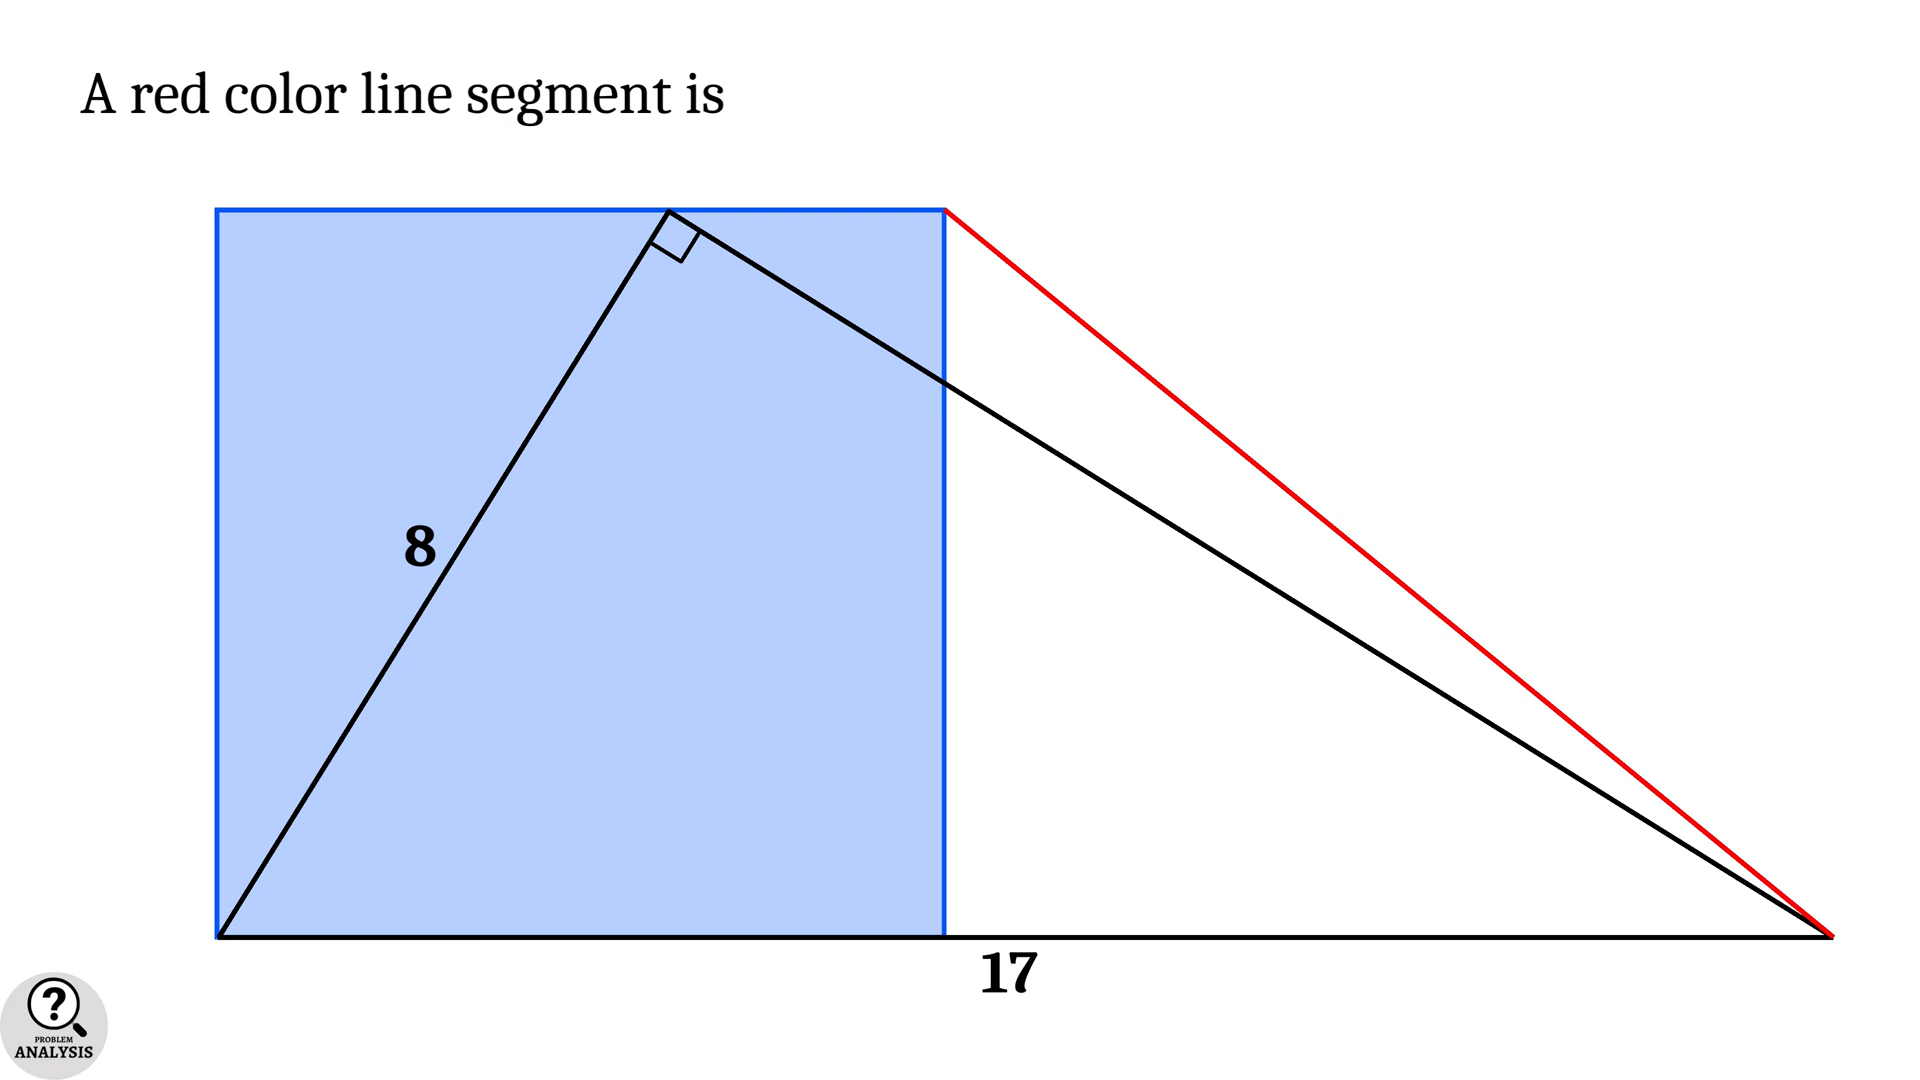 A red color line segment is
8
17
?
PROBLEM
ANALYSIS